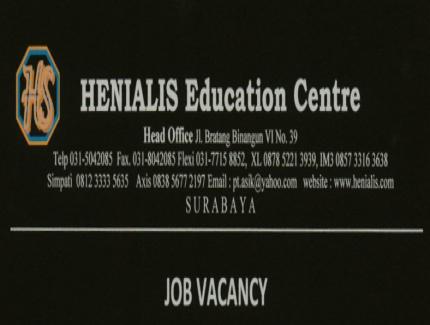 HS
HENIALIS Education Centre
Head Office Jl. Bratang Binangun VI No. 39
Telp 031-5042085 Fax. 031-8042085 Flexi 031-7715 8852, XL 0878 5221 3939, IM3 0857 3316 3638
Simpati 0812 3333 5635 Axis 0838 5677 2197 Email : pt.asik@yahoo.com website : www.henialis.com
SURABAYA
JOB VACANCY